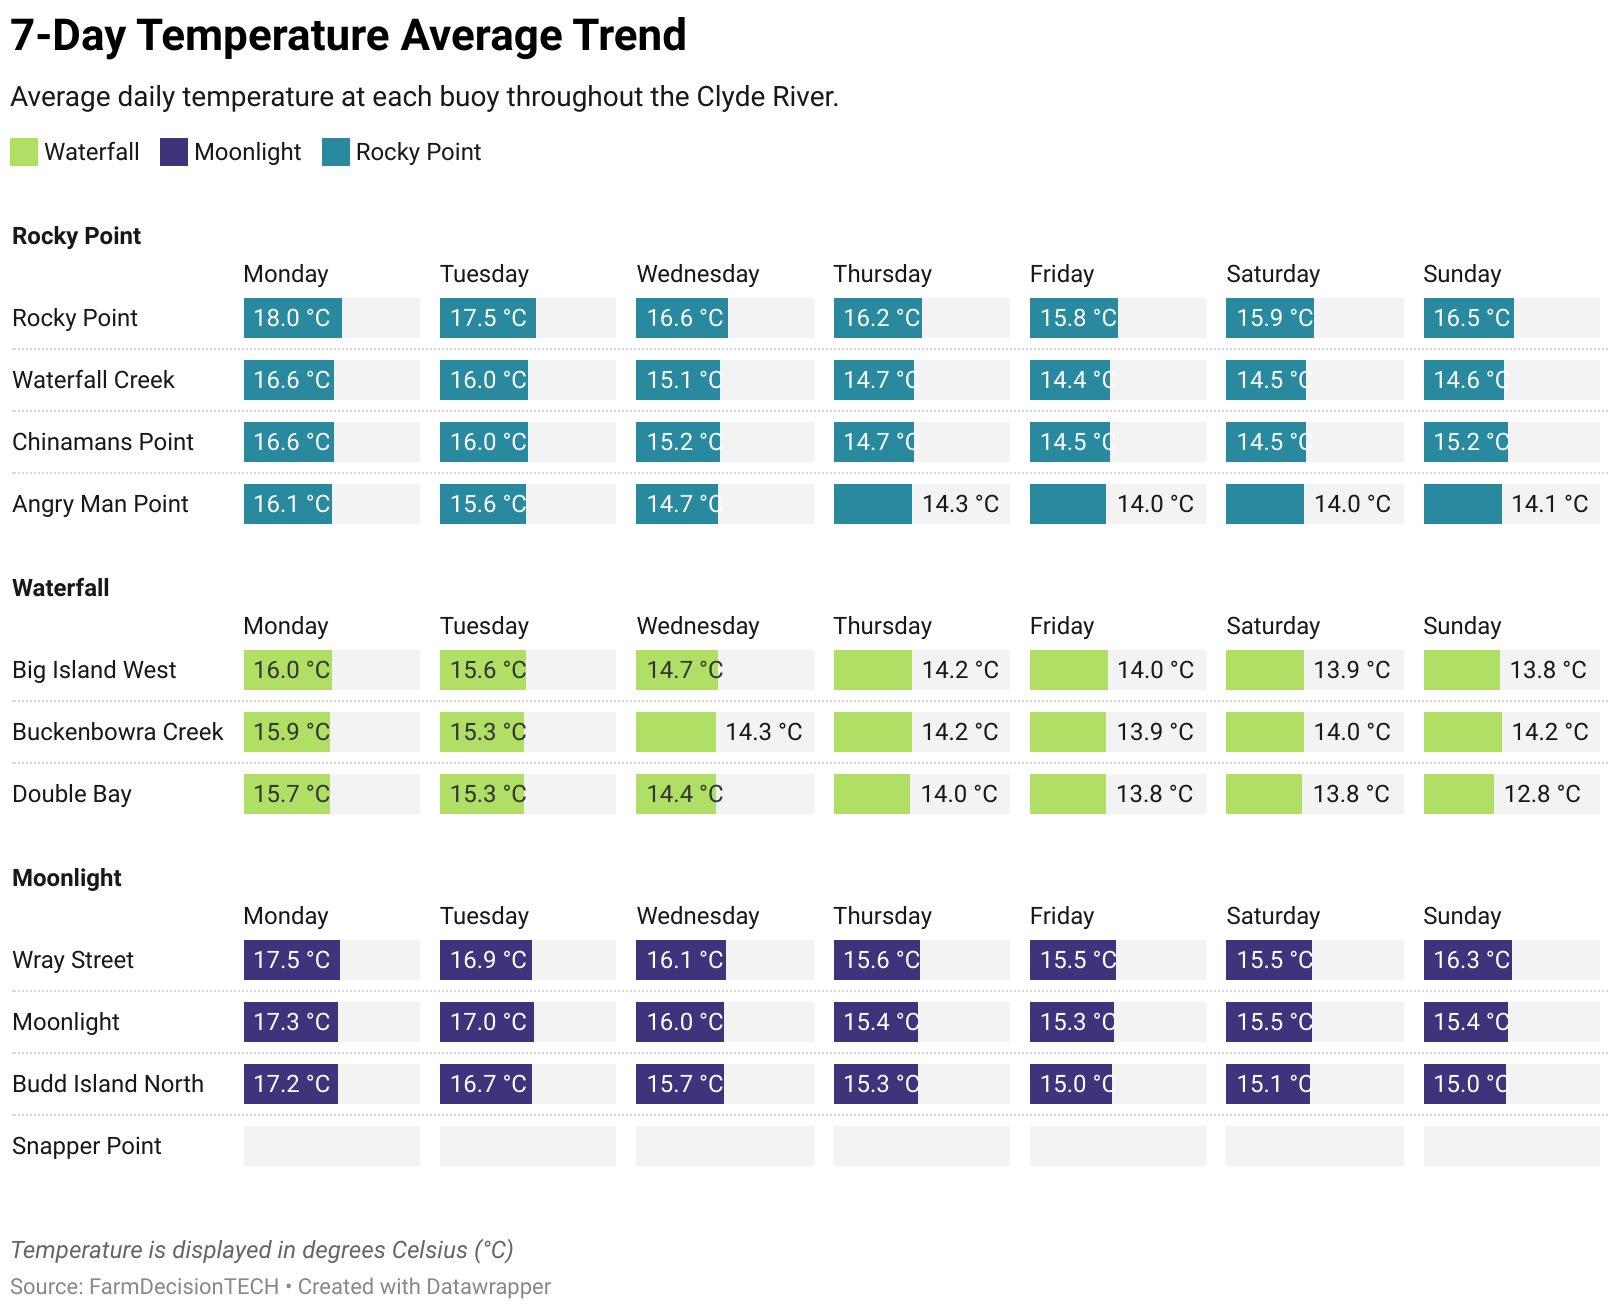 7-Day Temperature Average Trend
Average daily temperature at each buoy throughout the Clyde River.
Waterfall Moonlight Rocky Point
Rocky Point
Monday Tuesday Wednesday Thursday Friday Saturday Sunday
Rocky Point 18.0 °C 17.5 °C 16.6 °C 16.2 °C 15.8 °C 15.9 °C 16.5 °C
Waterfall Creek 16.6 °C 16.0 °C 15.1 °C 14.7 °C 14.4 °C 14.5 °C 14.6 °C
Chinamans Point 16.6 °C 16.0 °C 15.2 °C 14.7 °C 14.5 °C 14.5 °C 15.2 °C
Angry Man Point 16.1 °C 15.6 °C 14.7 °C 14.3 °C 14.0 °C 14.0 °C 14.1 °C
Waterfall
Monday Tuesday Wednesday Thursday Friday Saturday Sunday
Big Island West 16.0 °C 15.6 °C 14.7 °C 14.2 °C 14.0 °C 13.9 °C 13.8 °C
Buckenbowra Creek 15.9 °C 15.3 °C 14.3 °C 14.2 °C 13.9 °C 14.0 °C 14.2 °C
Double Bay 15.7 °C 15.3 °C 14.4 °C 14.0 °C 13.8 °C 13.8 °C 12.8 °C
Moonlight
Monday Tuesday Wednesday Thursday Friday Saturday Sunday
Wray Street 17.5 °C 16.9 °C 16.1 °C 15.6 °C 15.5 °C 15.5 °C 16.3 °C
Moonlight 17.3 °C 17.0 °C 16.0 °C 15.4 °C 15.3 °C 15.5 °C 15.4 °C
Budd Island North 17.2 °C 16.7 °C 15.7 °C 15.3 °C 15.0 °C 15.1 °C 15.0 °C
Snapper Point
Temperature is displayed in degrees Celsius (°C)
Source: FarmDecisionTECH • Created with Datawrapper